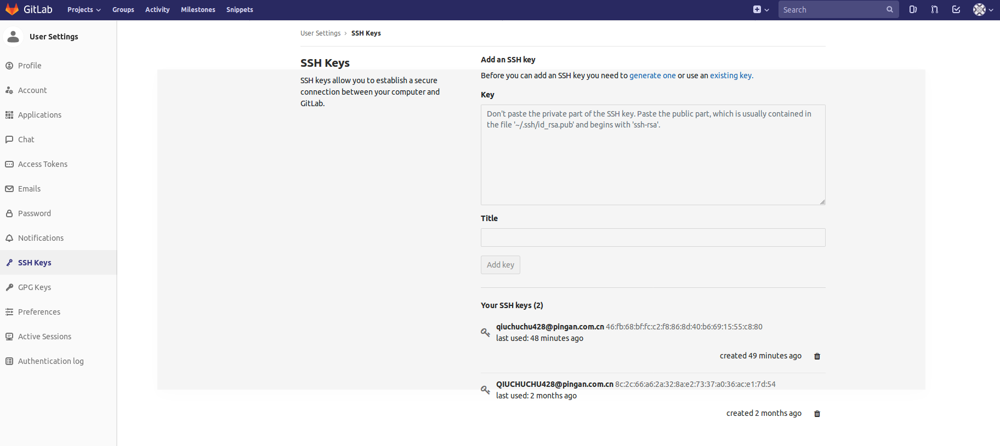 GitLab Projects Groups Activity Milestones Snippets Search
User Settings
Profile
Account
Applications
Chat
Access Tokens
Emails
Password
Notifications
SSH Keys
GPG Keys
Preferences
Active Sessions
Authentication log
User Settings › SSH Keys
SSH Keys
SSH keys allow you to establish a secure
connection between your computer and
GitLab.
Add an SSH key
Before you can add an SSH key you need to generate one or use an existing key.
Key
Don't paste the private part of the SSH key. Paste the public part, which is usually contained in
the file '~/.ssh/id_rsa.pub' and begins with 'ssh-rsa'.
Title
Add key
Your SSH keys (2)
qiuchuchu428@pingan.com.cn 46:fb:68:bf:fc:c2:f8:86:8d:40:b6:69:15:55:c8:80
last used: 48 minutes ago
created 49 minutes ago
QIUCHUCHU428@pingan.com.cn 8c:2c:66:a6:2a:32:8a:e2:73:37:a0:36:ac:e1:7d:54
last used: 2 months ago
created 2 months ago